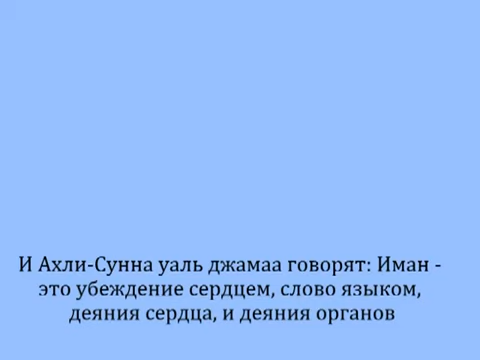 И Ахли-Сунна уаль джамаа говорят: Иман -
это убеждение сердцем, слово языком,
деяния сердца, и деяния органов